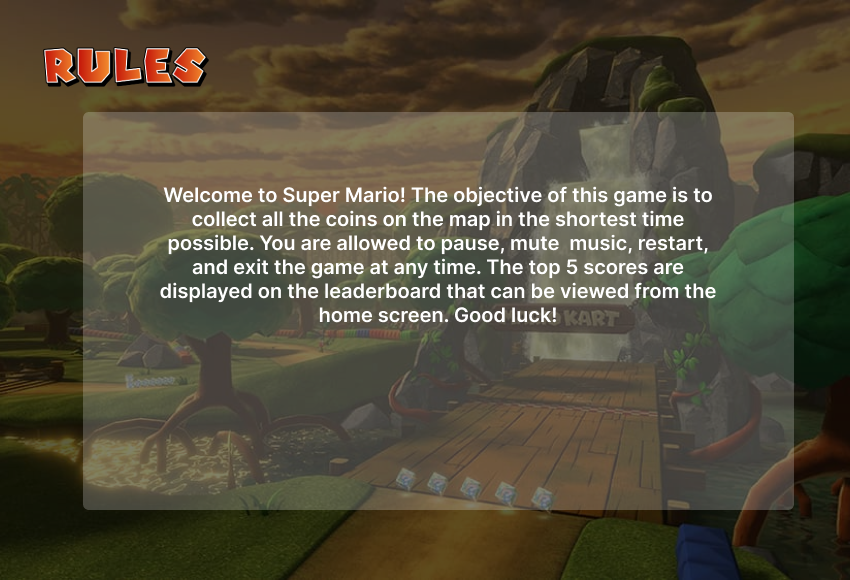 RULES
Welcome to Super Mario! The objective of this game is to
collect all the coins on the map in the shortest time
possible. You are allowed to pause, mute  music, restart,
and exit the game at any time. The top 5 scores are
displayed on the leaderboard that can be viewed from the
home screen. Good luck!
KART